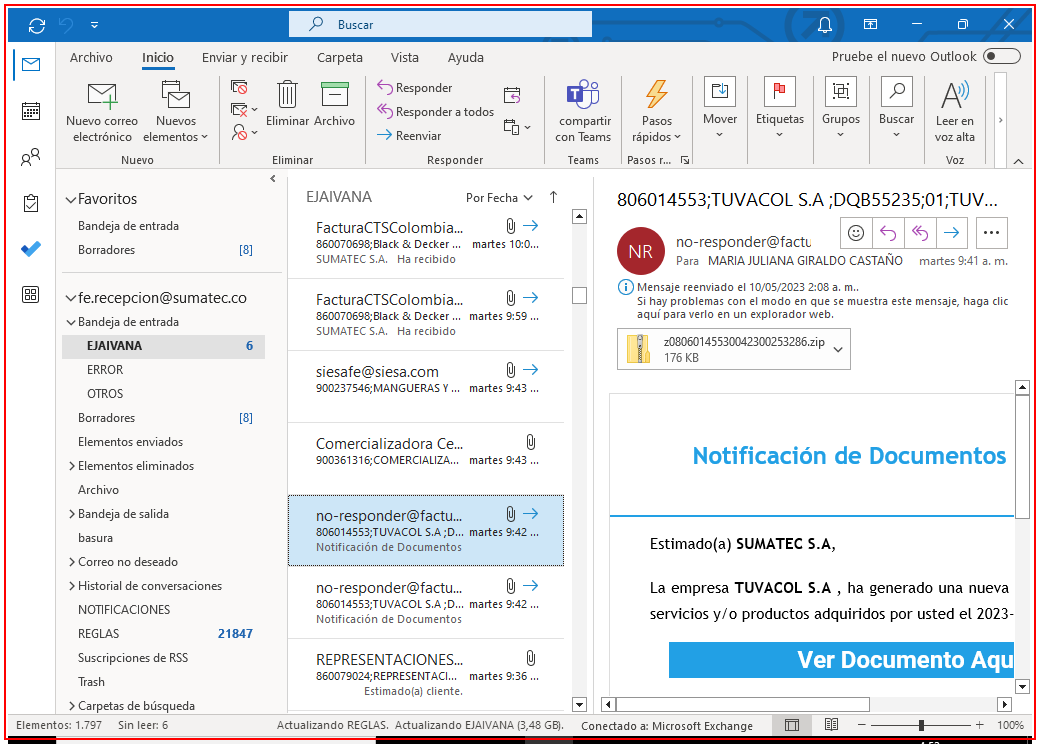 Buscar
Archivo Inicio Enviar y recibir Carpeta Vista Ayuda Pruebe el nuevo Outlook
Nuevo correo electrónico
Nuevos elementos
Eliminar
Archivo
Responder
Responder a todos
Reenviar
compartir con Teams
Pasos rápidos
Mover
Etiquetas
Grupos
Buscar
Leer en voz alta
Nuevo Eliminar Responder Teams Pasos r... Voz
Favoritos
Bandeja de entrada
Borradores [8]
fe.recepcion@sumatec.co
Bandeja de entrada
EJAIVANA 6
ERROR
OTROS
Borradores [8]
Elementos enviados
Elementos eliminados
Archivo
Bandeja de salida
basura
Correo no deseado
Historial de conversaciones
NOTIFICACIONES
REGLAS 21847
Suscripciones de RSS
Trash
Carpetas de búsqueda
EJAIVANA Por Fecha
FacturaCTSColombia...
860070698;Black & Decker ... martes 10:0...
SUMATEC S.A. Ha recibido
FacturaCTSColombia...
860070698;Black & Decker ... martes 9:59 ...
SUMATEC S.A. Ha recibido
siesafe@siesa.com
900237546;MANGUERAS Y ... martes 9:43 ...
Comercializadora Ce...
900361316;COMERCIALIZA... martes 9:43 ...
no-responder@factu...
806014553;TUVACOL S.A ;D... martes 9:42 ...
Notificación de Documentos
no-responder@factu...
806014553;TUVACOL S.A ;D... martes 9:42 ...
Notificación de Documentos
REPRESENTACIONES...
860079024;REPRESENTACI... martes 9:36 ...
Estimado(a) cliente.
806014553;TUVACOL S.A ;DQB55235;01;TUV...
NR
no-responder@factu
Para MARIA JULIANA GIRALDO CASTAÑO martes 9:41 a. m.
Mensaje reenviado el 10/05/2023 2:08 a. m..
Si hay problemas con el modo en que se muestra este mensaje, haga clic
aquí para verlo en un explorador web.
z08060145530042300253286.zip
176 KB
Notificación de Documentos
Estimado(a) SUMATEC S.A,
La empresa TUVACOL S.A , ha generado una nueva
servicios y/o productos adquiridos por usted el 2023-
Ver Documento Aqu
Elementos: 1.797 Sin leer: 6 Actualizando REGLAS. Actualizando EJAIVANA (3,48 GB). Conectado a: Microsoft Exchange 100%